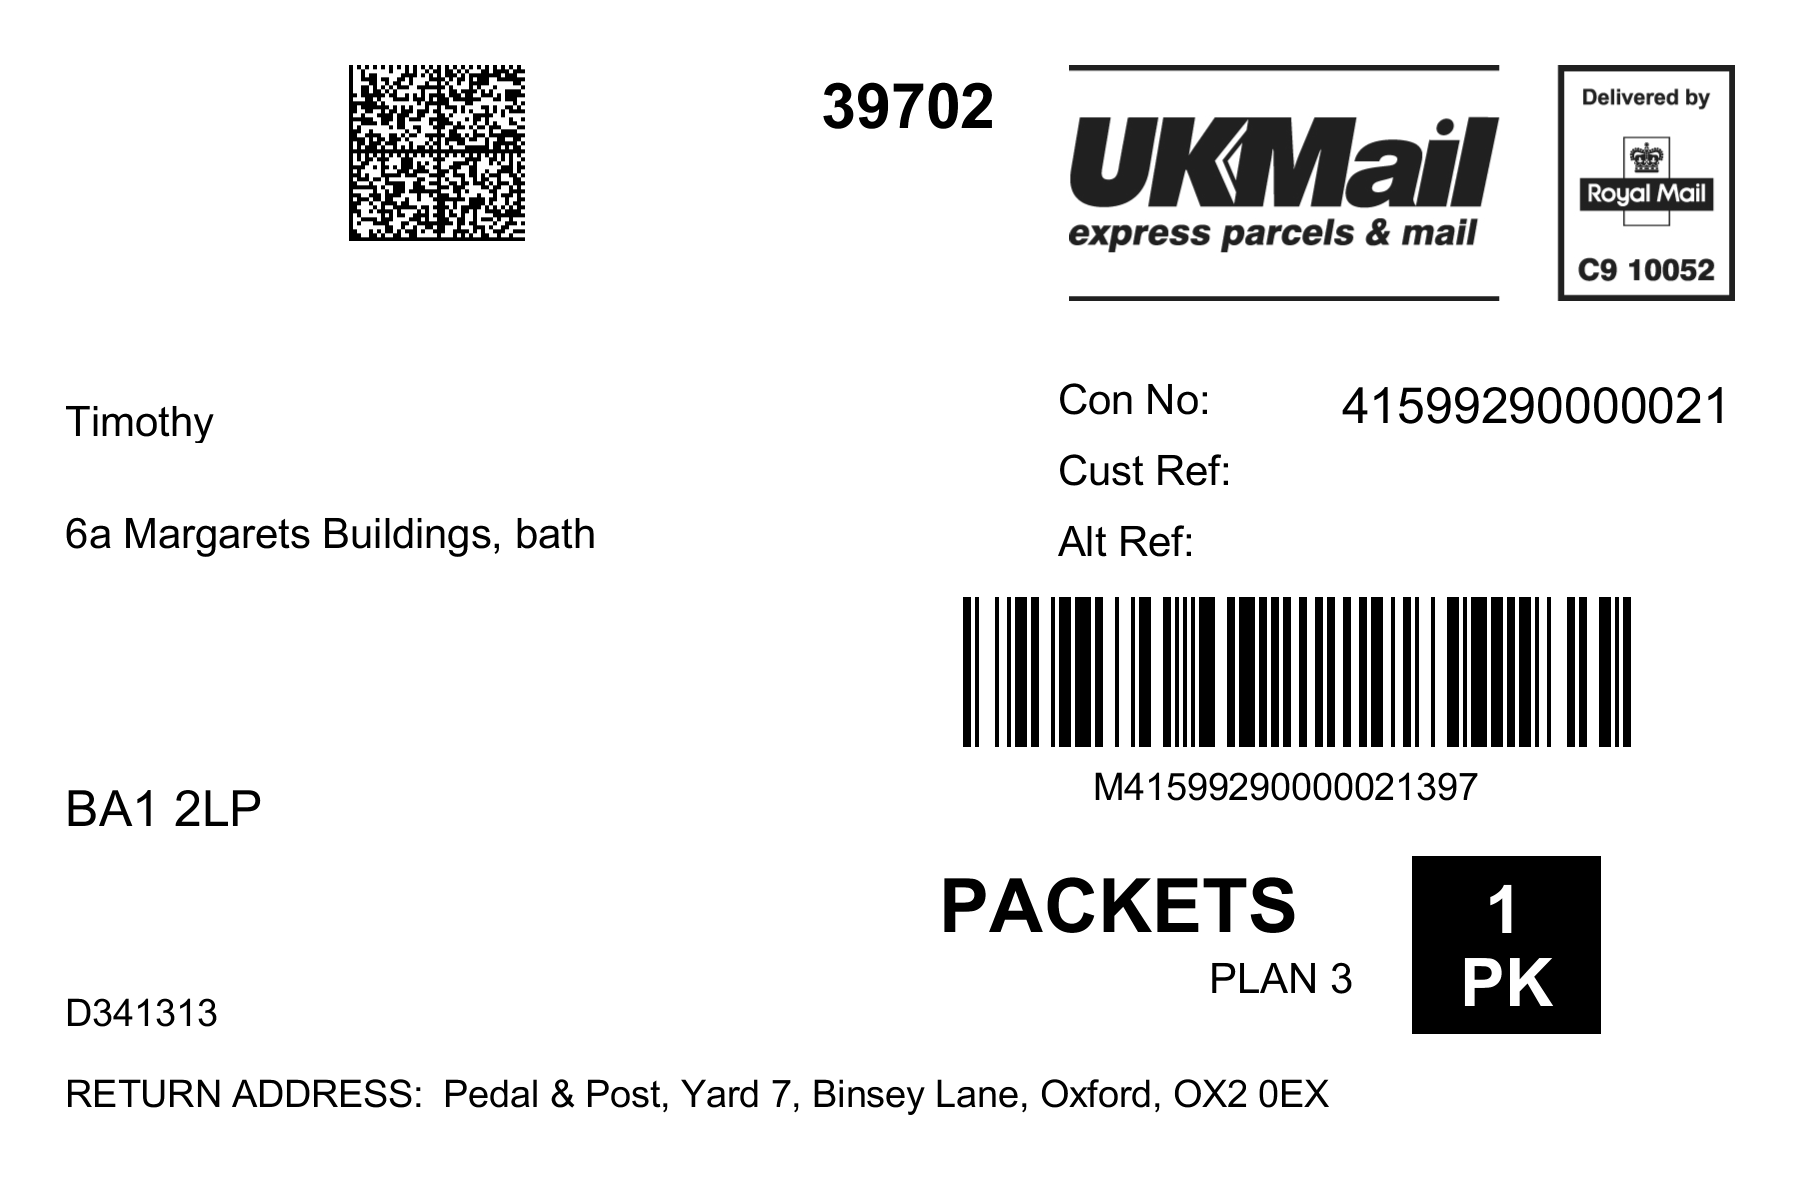 39702
UKMail
express parcels & mail
Delivered by
Royal Mail
C9 10052
Timothy
6a Margarets Buildings, bath
BA1 2LP
Con No: 41599290000021
Cust Ref:
Alt Ref:
M41599290000021397
PACKETS
PLAN 3
1
PK
D341313
RETURN ADDRESS: Pedal & Post, Yard 7, Binsey Lane, Oxford, OX2 0EX